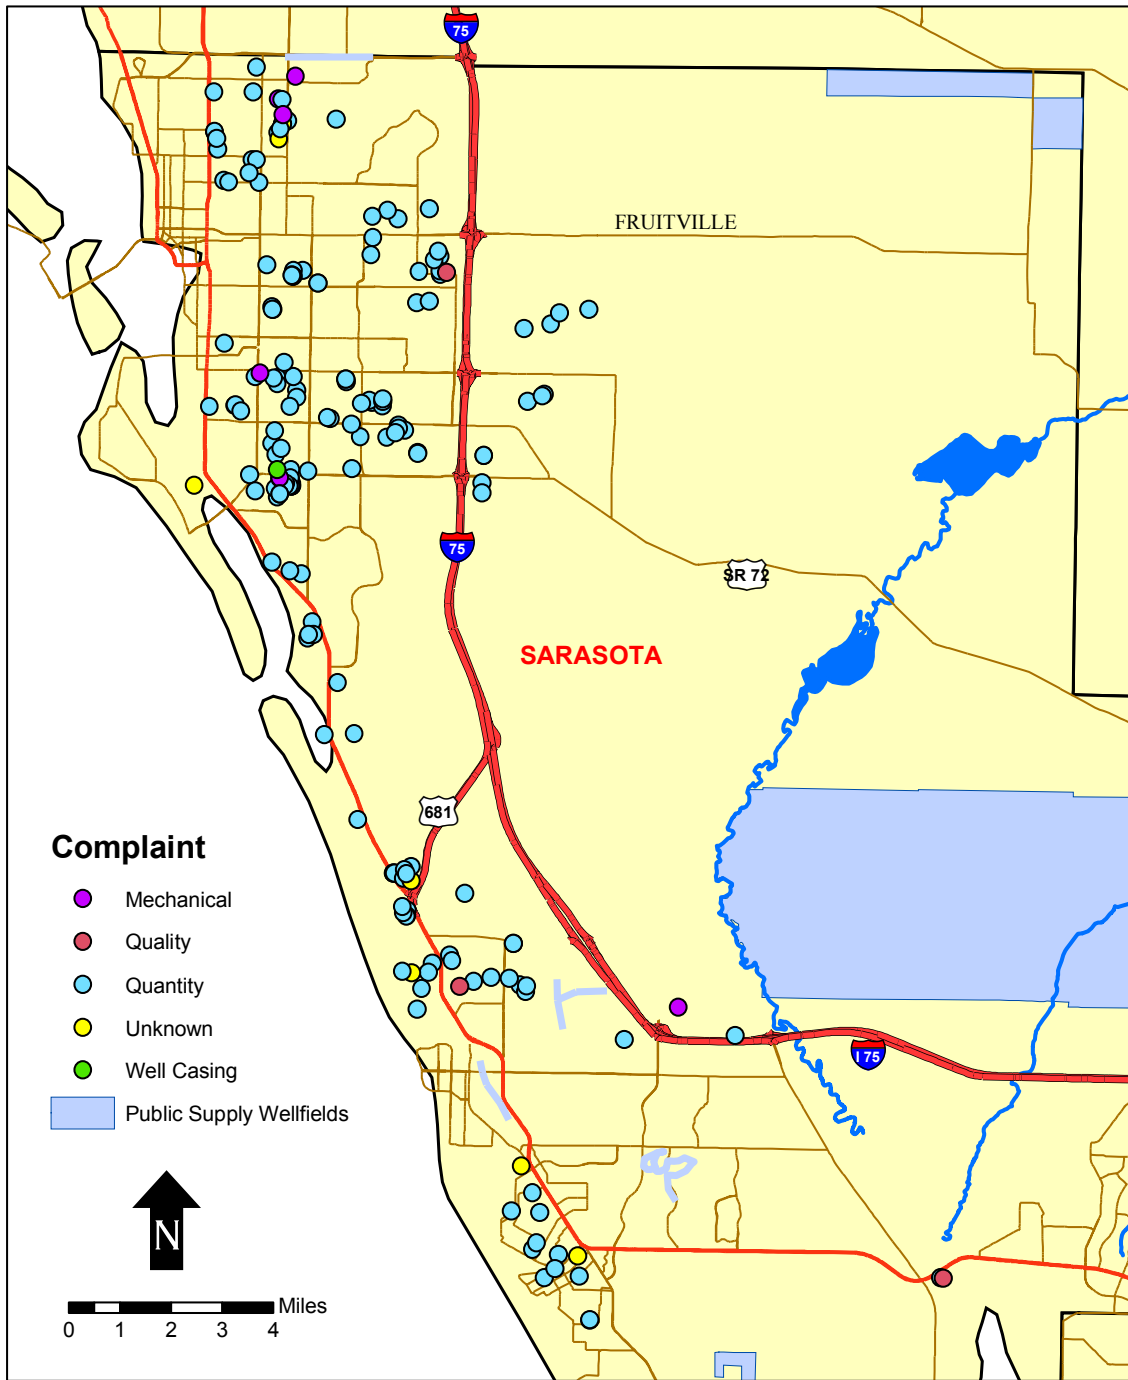 75
FRUITVILLE
75
SR 72
SARASOTA
681
Complaint
Mechanical
Quality
Quantity
Unknown
Well Casing
Public Supply Wellfields
I 75
N
Miles
0 1 2 3 4